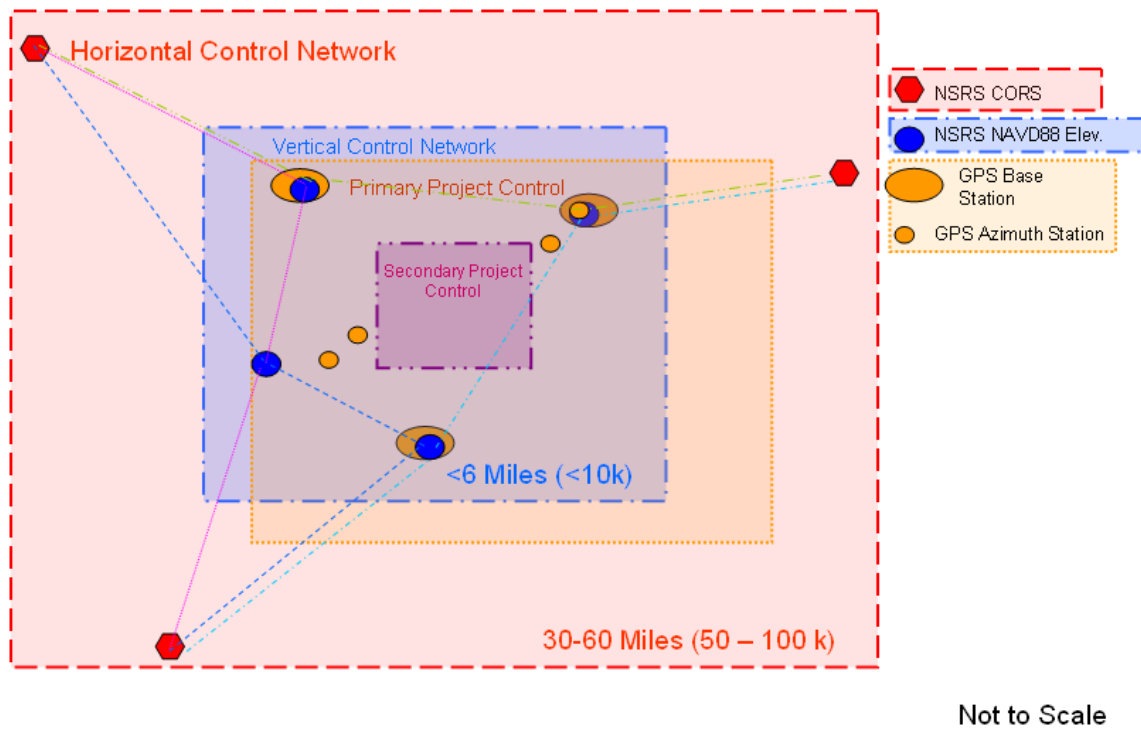 Horizontal Control Network
NSRS CORS
NSRS NAVD88 Elev.
Vertical Control Network
Primary Project Control
GPS Base
Station
GPS Azimuth Station
Secondary Project
Control
<6 Miles (<10k)
30-60 Miles (50 – 100 k)
Not to Scale